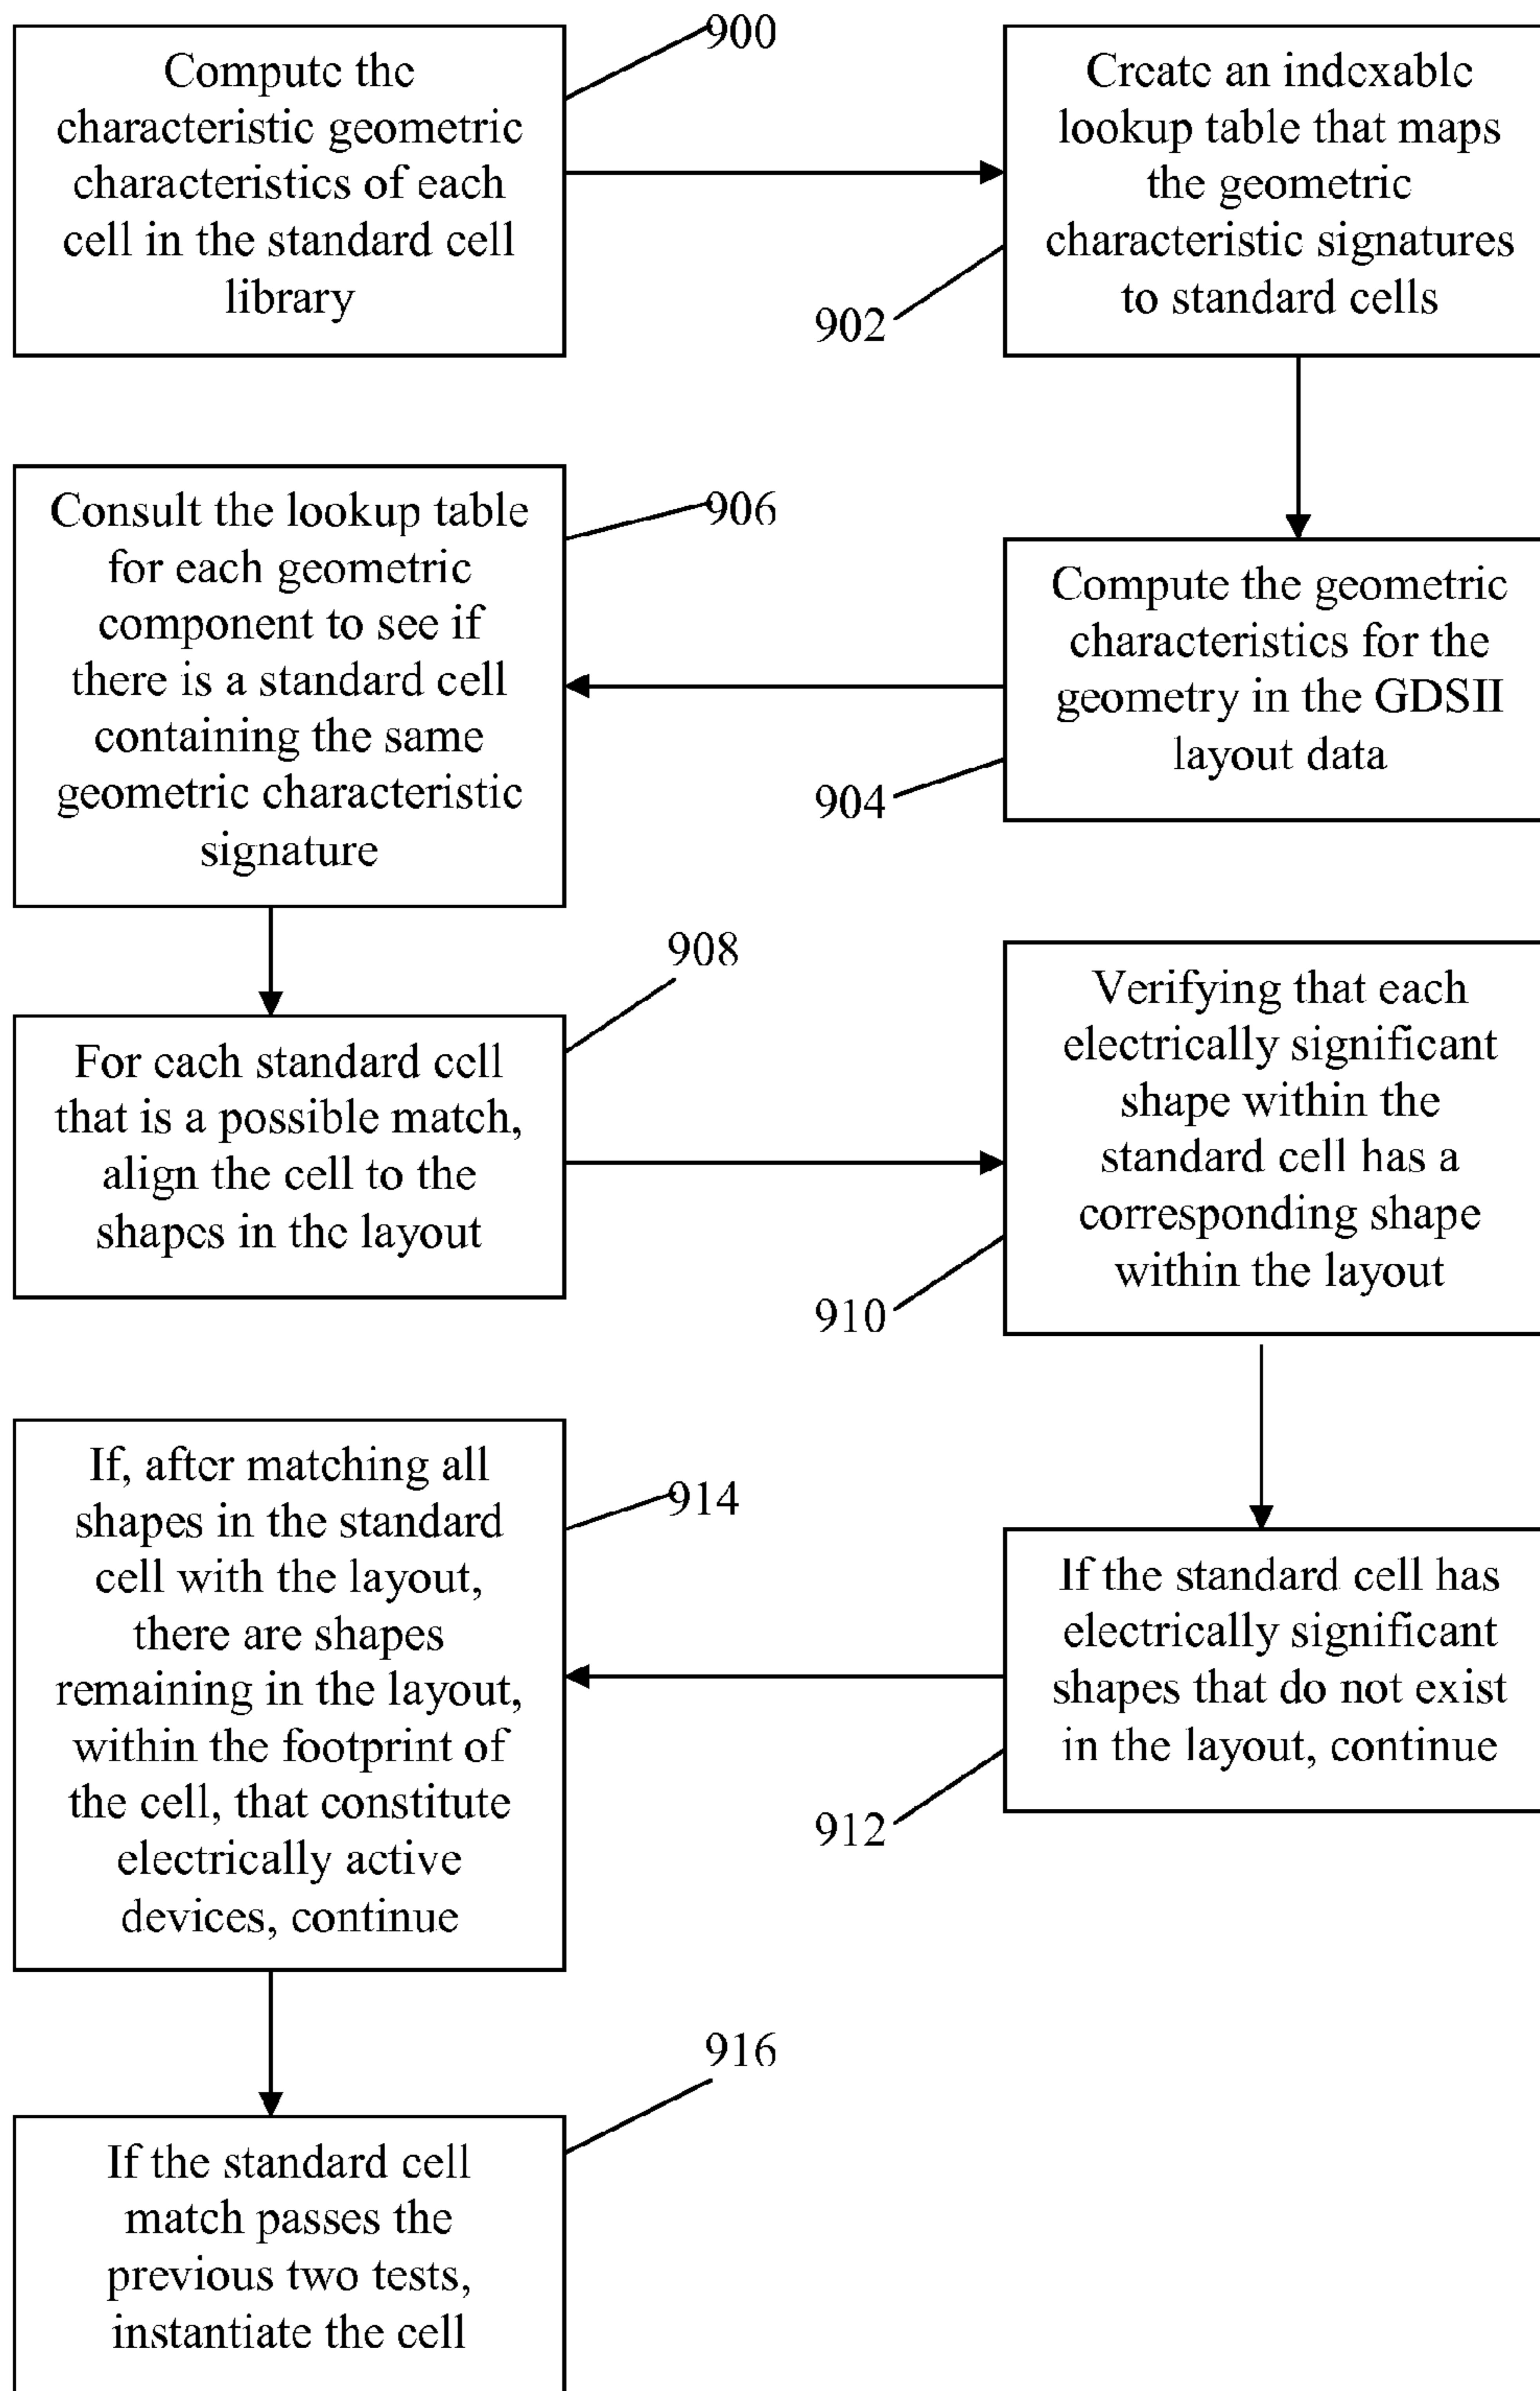 Compute the
characteristic geometric
characteristics of each
cell in the standard cell
library
900
Create an indexable
lookup table that maps
the geometric
characteristic signatures
to standard cells
902
Compute the geometric
characteristics for the
geometry in the GDSII
layout data
904
Consult the lookup table
for each geometric
component to see if
there is a standard cell
containing the same
geometric characteristic
signature
906
For each standard cell
that is a possible match,
align the cell to the
shapes in the layout
908
Verifying that each
electrically significant
shape within the
standard cell has a
corresponding shape
within the layout
910
If the standard cell has
electrically significant
shapes that do not exist
in the layout, continue
912
If, after matching all
shapes in the standard
cell with the layout,
there are shapes
remaining in the layout,
within the footprint of
the cell, that constitute
electrically active
devices, continue
914
If the standard cell
match passes the
previous two tests,
instantiate the cell
916